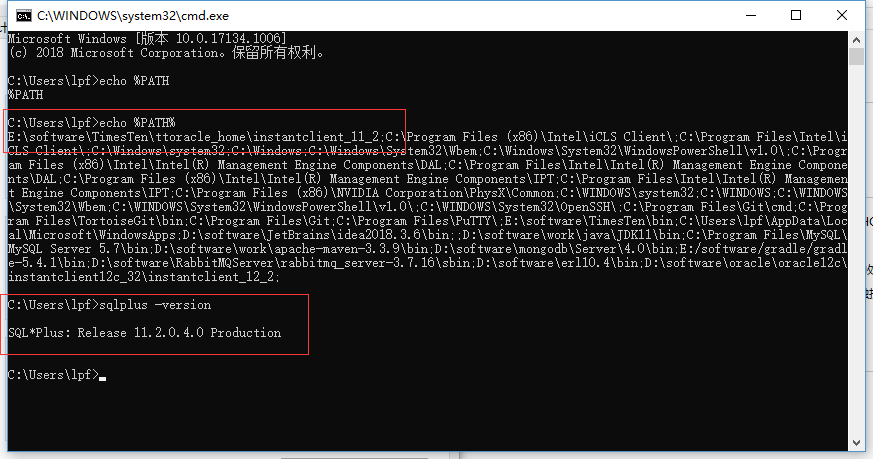 C:\WINDOWS\system32\cmd.exe
Microsoft Windows [版本 10.0.17134.1006]
(c) 2018 Microsoft Corporation。保留所有权利。
C:\Users\lpf>echo %PATH
%PATH
C:\Users\lpf>echo %PATH%
E:\software\TimesTen\ttoracle_home\instantclient_11_2;C:\Program Files (x86)\Intel\iCLS Client\;C:\Program Files\Intel\i
CLS Client\;C:\Windows\system32;C:\Windows;C:\Windows\System32\Wbem;C:\Windows\System32\WindowsPowerShell\v1.0\;C:\Progr
am Files (x86)\Intel\Intel(R) Management Engine Components\DAL;C:\Program Files\Intel\Intel(R) Management Engine Compone
nts\DAL;C:\Program Files (x86)\Intel\Intel(R) Management Engine Components\IPT;C:\Program Files\Intel\Intel(R) Managemen
t Engine Components\IPT;C:\Program Files (x86)\NVIDIA Corporation\PhysX\Common;C:\WINDOWS\system32;C:\WINDOWS;C:\WINDOWS
\System32\Wbem;C:\WINDOWS\System32\WindowsPowerShell\v1.0\;C:\WINDOWS\System32\OpenSSH\;C:\Program Files\Git\cmd;C:\Prog
ram Files\TortoiseGit\bin;C:\Program Files\Git;C:\Program Files\PuTTY\;E:\software\TimesTen\bin;C:\Users\lpf\AppData\Loc
al\Microsoft\WindowsApps;D:\software\JetBrains\idea2018.3.6\bin;;D:\software\work\java\JDK11\bin;C:\Program Files\MySQL\
MySQL Server 5.7\bin;D:\software\work\apache-maven-3.3.9\bin;D:\software\mongodb\Server\4.0\bin;E:/software/gradle/gradl
e-5.4.1\bin;D:\software\RabbitMQServer\rabbitmq_server-3.7.16\sbin;D:\software\erl10.4\bin;D:\software\oracle\oracle12c\
instantclient12c_32\instantclient_12_2;
C:\Users\lpf>sqlplus -version
SQL*Plus: Release 11.2.0.4.0 Production
C:\Users\lpf>